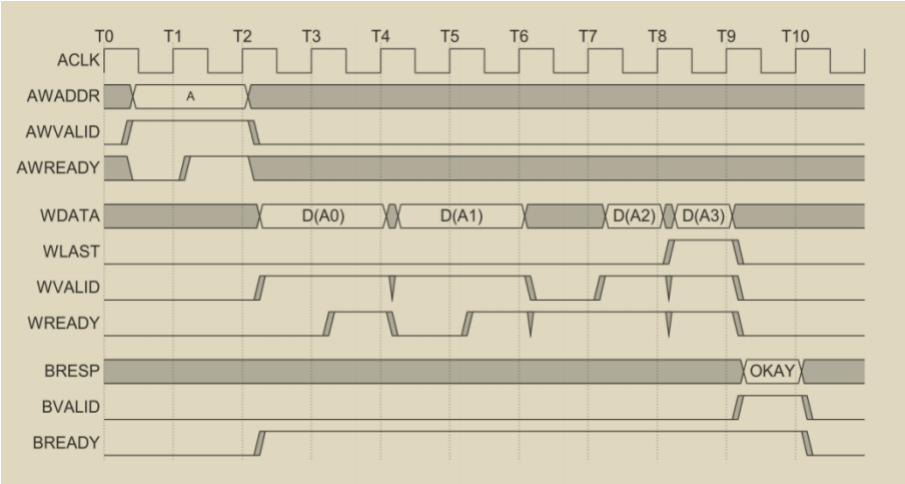 T0 T1 T2 T3 T4 T5 T6 T7 T8 T9 T10
ACLK
AWADDR A
AWVALID
AWREADY
WDATA D(A0) D(A1) D(A2) D(A3)
WLAST
WVALID
WREADY
BRESP OKAY
BVALID
BREADY